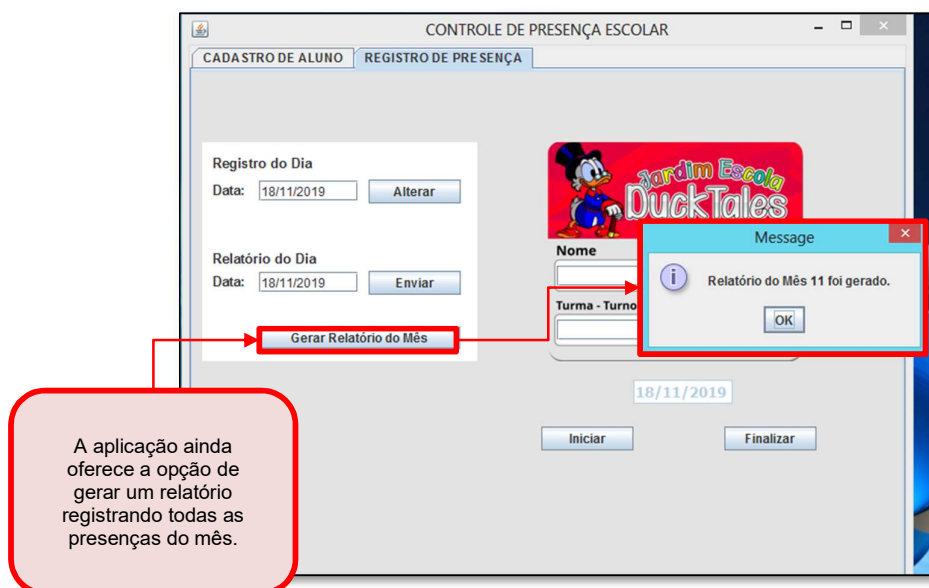 CONTROLE DE PRESENÇA ESCOLAR
CADASTRO DE ALUNO
REGISTRO DE PRESENÇA
Registro do Dia
Data: 18/11/2019 Alterar
Relatório do Dia
Data: 18/11/2019 Enviar
Gerar Relatório do Mês
Jardim Escola
DuckTales
Nome
Turma - Turno
Message
Relatório do Mês 11 foi gerado.
OK
18/11/2019
Iniciar
Finalizar
A aplicação ainda
oferece a opção de
gerar um relatório
registrando todas as
presenças do mês.